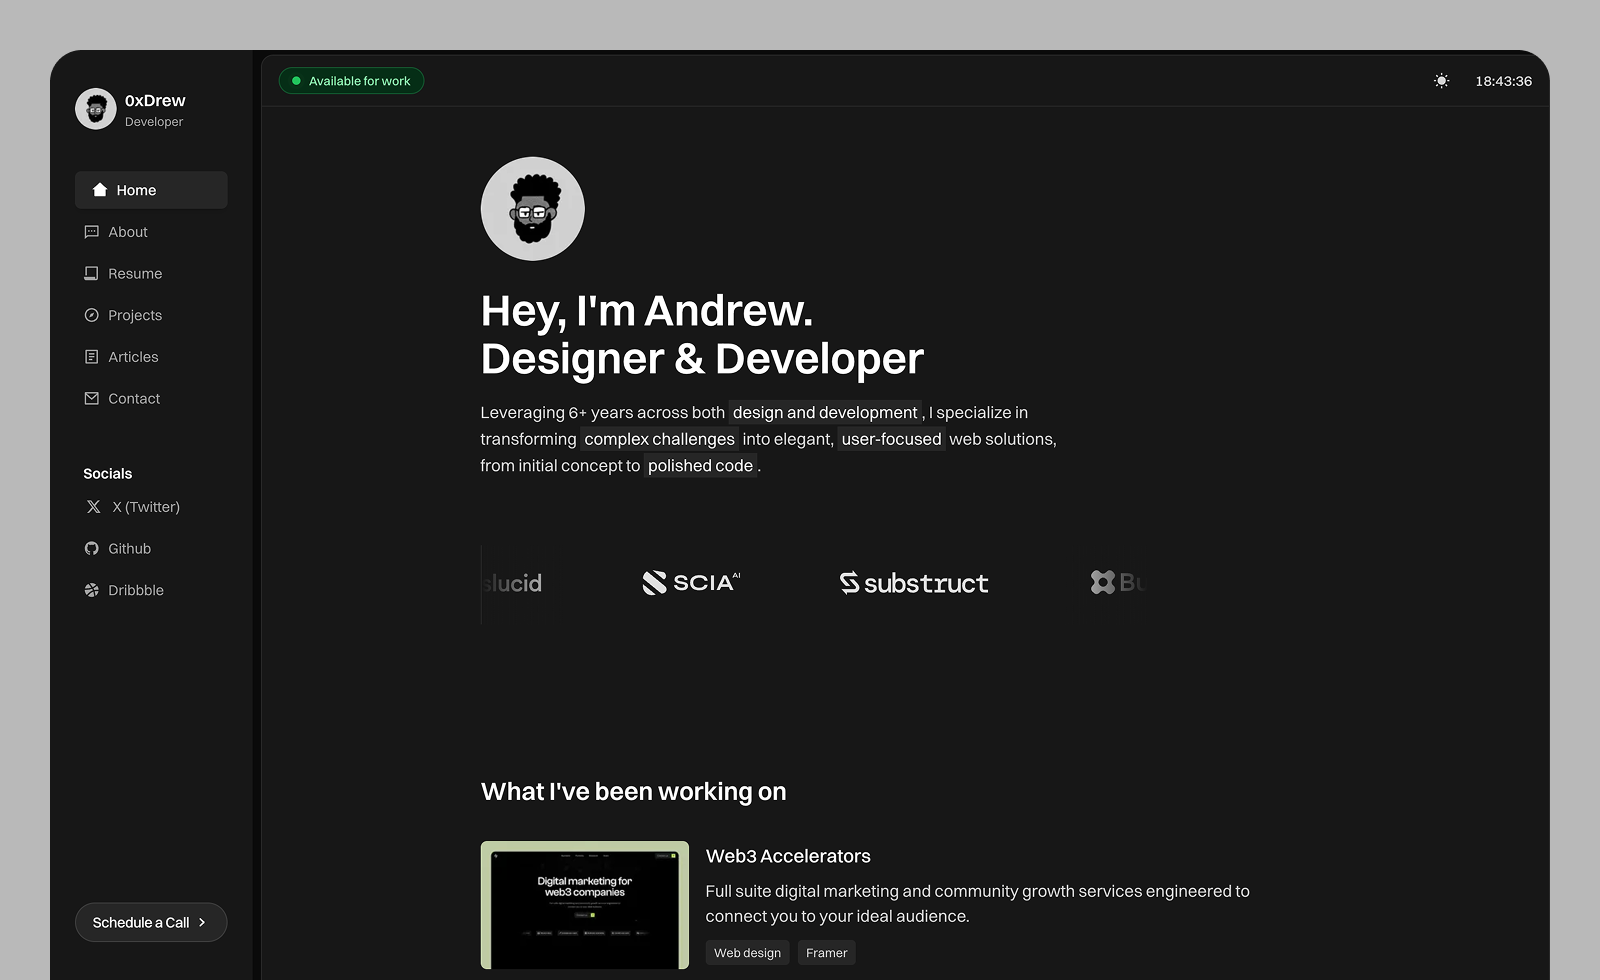 0xDrew
Developer
Home
About
Resume
Projects
Articles
Contact
Socials
X (Twitter)
Github
Dribbble
Schedule a Call
Available for work
18:43:36
Hey, I'm Andrew.
Designer & Developer
Leveraging 6+ years across both design and development, I specialize in
transforming complex challenges into elegant, user-focused web solutions,
from initial concept to polished code.
slucid
SCIA AI
substruct
Bu
What I've been working on
Digital marketing for
web3 companies
Web3 Accelerators
Full suite digital marketing and community growth services engineered to
connect you to your ideal audience.
Web design
Framer